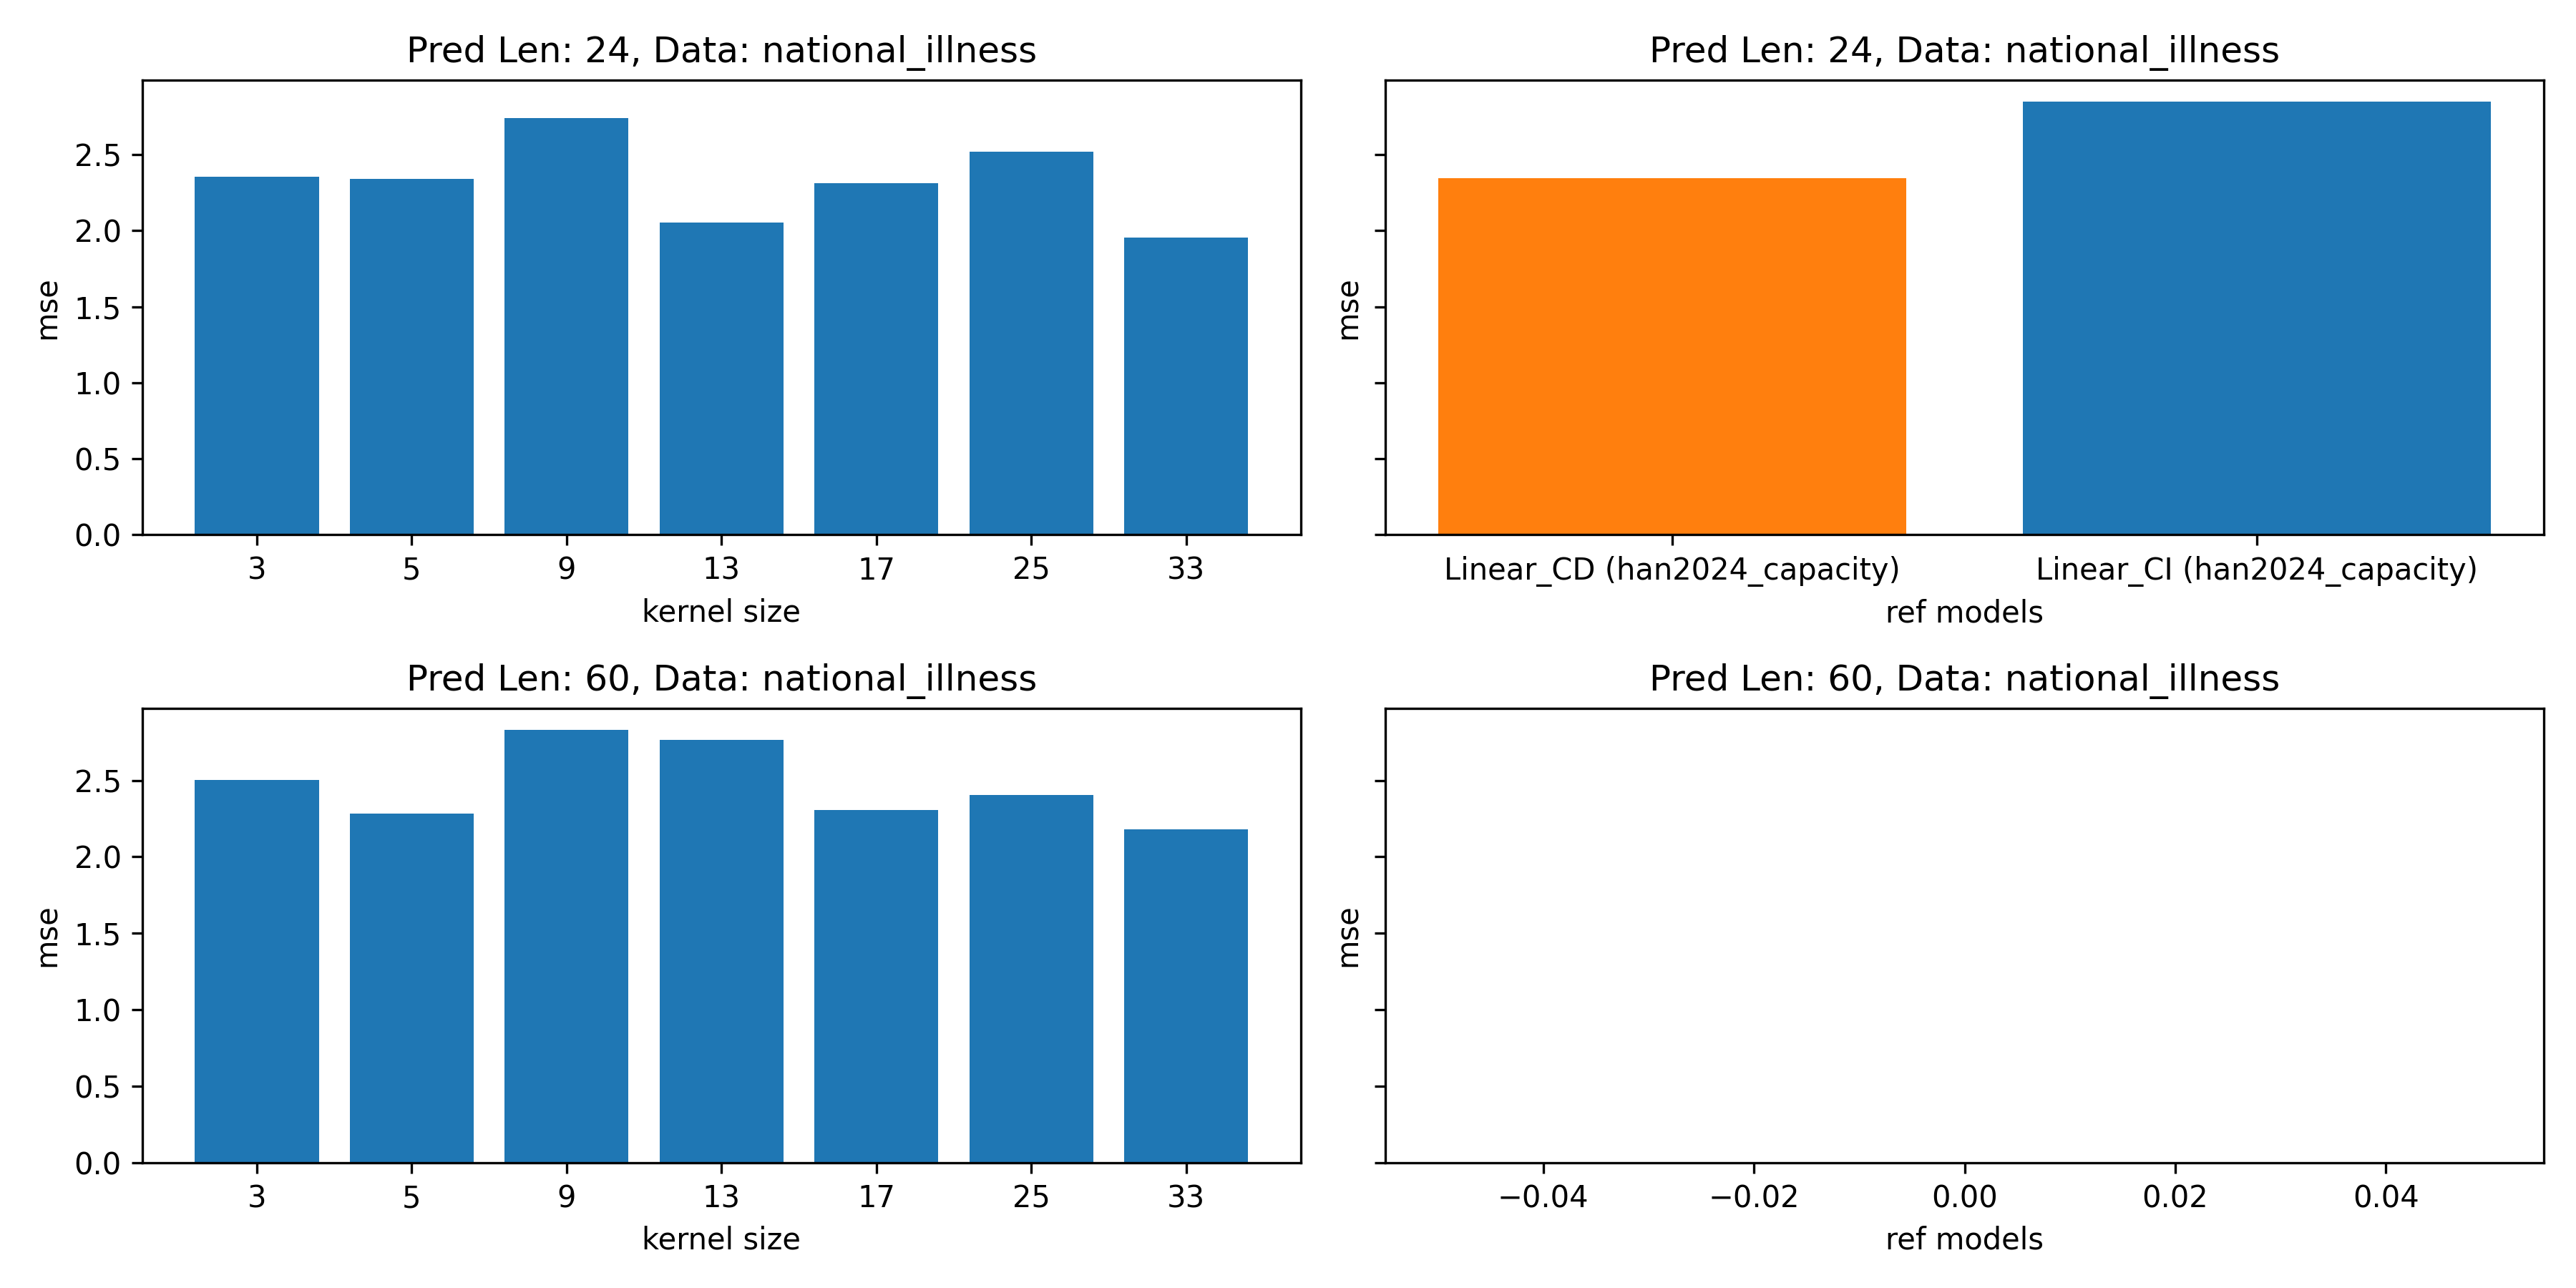 Pred Len: 24, Data: national_illness
mse
2.5
2.0
1.5
1.0
0.5
0.0
3 5 9 13 17 25 33
kernel size
Pred Len: 24, Data: national_illness
mse
Linear_CD (han2024_capacity) Linear_CI (han2024_capacity)
ref models
Pred Len: 60, Data: national_illness
mse
2.5
2.0
1.5
1.0
0.5
0.0
3 5 9 13 17 25 33
kernel size
Pred Len: 60, Data: national_illness
mse
−0.04 −0.02 0.00 0.02 0.04
ref models